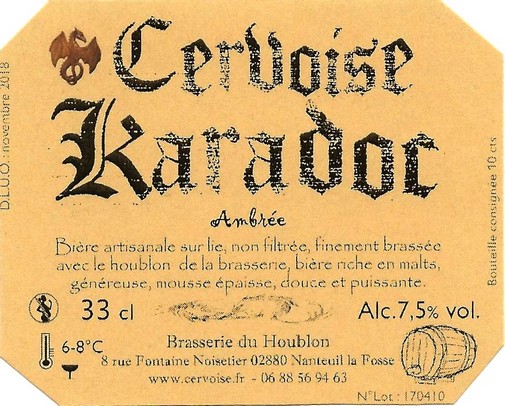 Cervoise
Karadoc
Ambrée
Bière artisanale sur lie, non filtrée, finement brassée
avec le houblon de la brasserie, bière riche en malts,
généreuse, mousse épaisse, douce et puissante.
33 cl
Alc.7,5% vol.
6-8°C
Brasserie du Houblon
8 rue Fontaine Noisetier 02880 Nanteuil la Fosse
www.cervoise.fr - 06 88 56 94 63
N°Lot : 170410
D.L.U.O. : novembre 2018
Bouteille consignée 10 cts